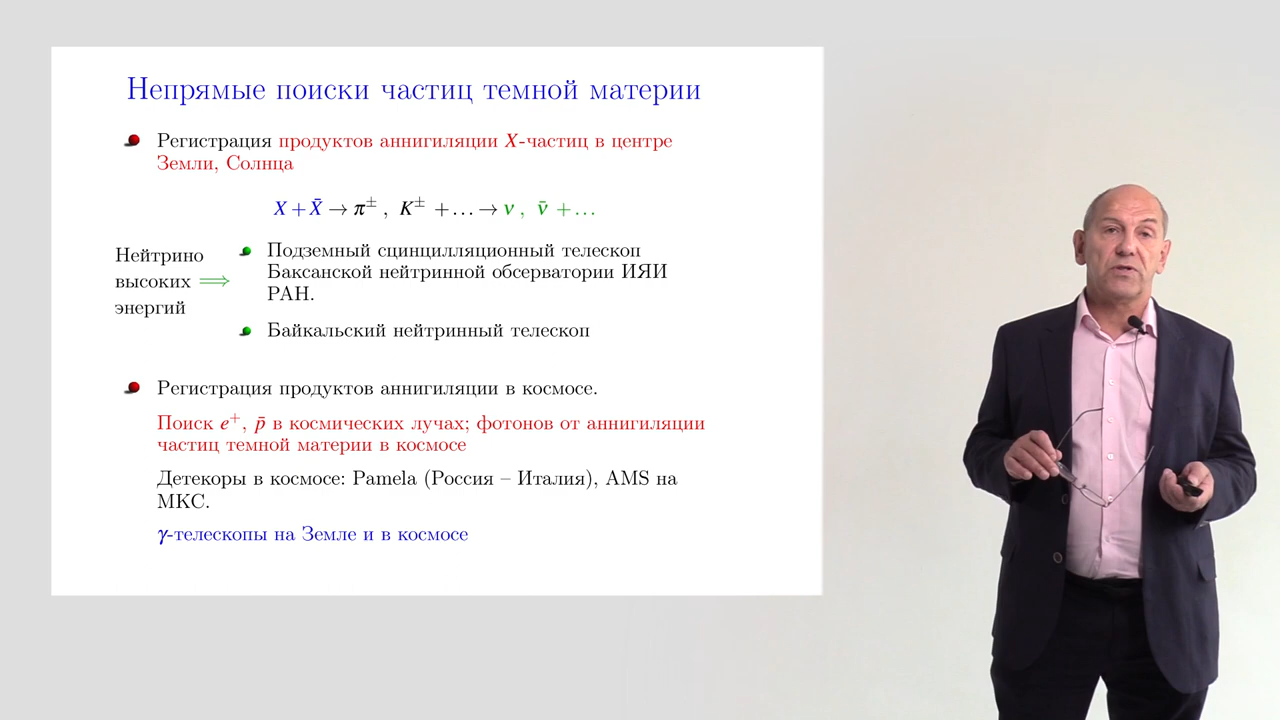 Непрямые поиски частиц темной материи
Регистрация продуктов аннигиляции X-частиц в центре
Земли, Солнца
X + X̄ → π± , K± + … → ν , ν̄ + …
Нейтрино
высоких ⟹
энергий
Подземный сцинцилляционный телескоп
Баксанской нейтринной обсерватории ИЯИ
РАН.
Байкальский нейтринный телескоп
Регистрация продуктов аннигиляции в космосе.
Поиск e⁺, p̄ в космических лучах; фотонов от аннигиляции
частиц темной материи в космосе
Детекоры в космосе: Pamela (Россия – Италия), AMS на
МКС.
γ-телескопы на Земле и в космосе